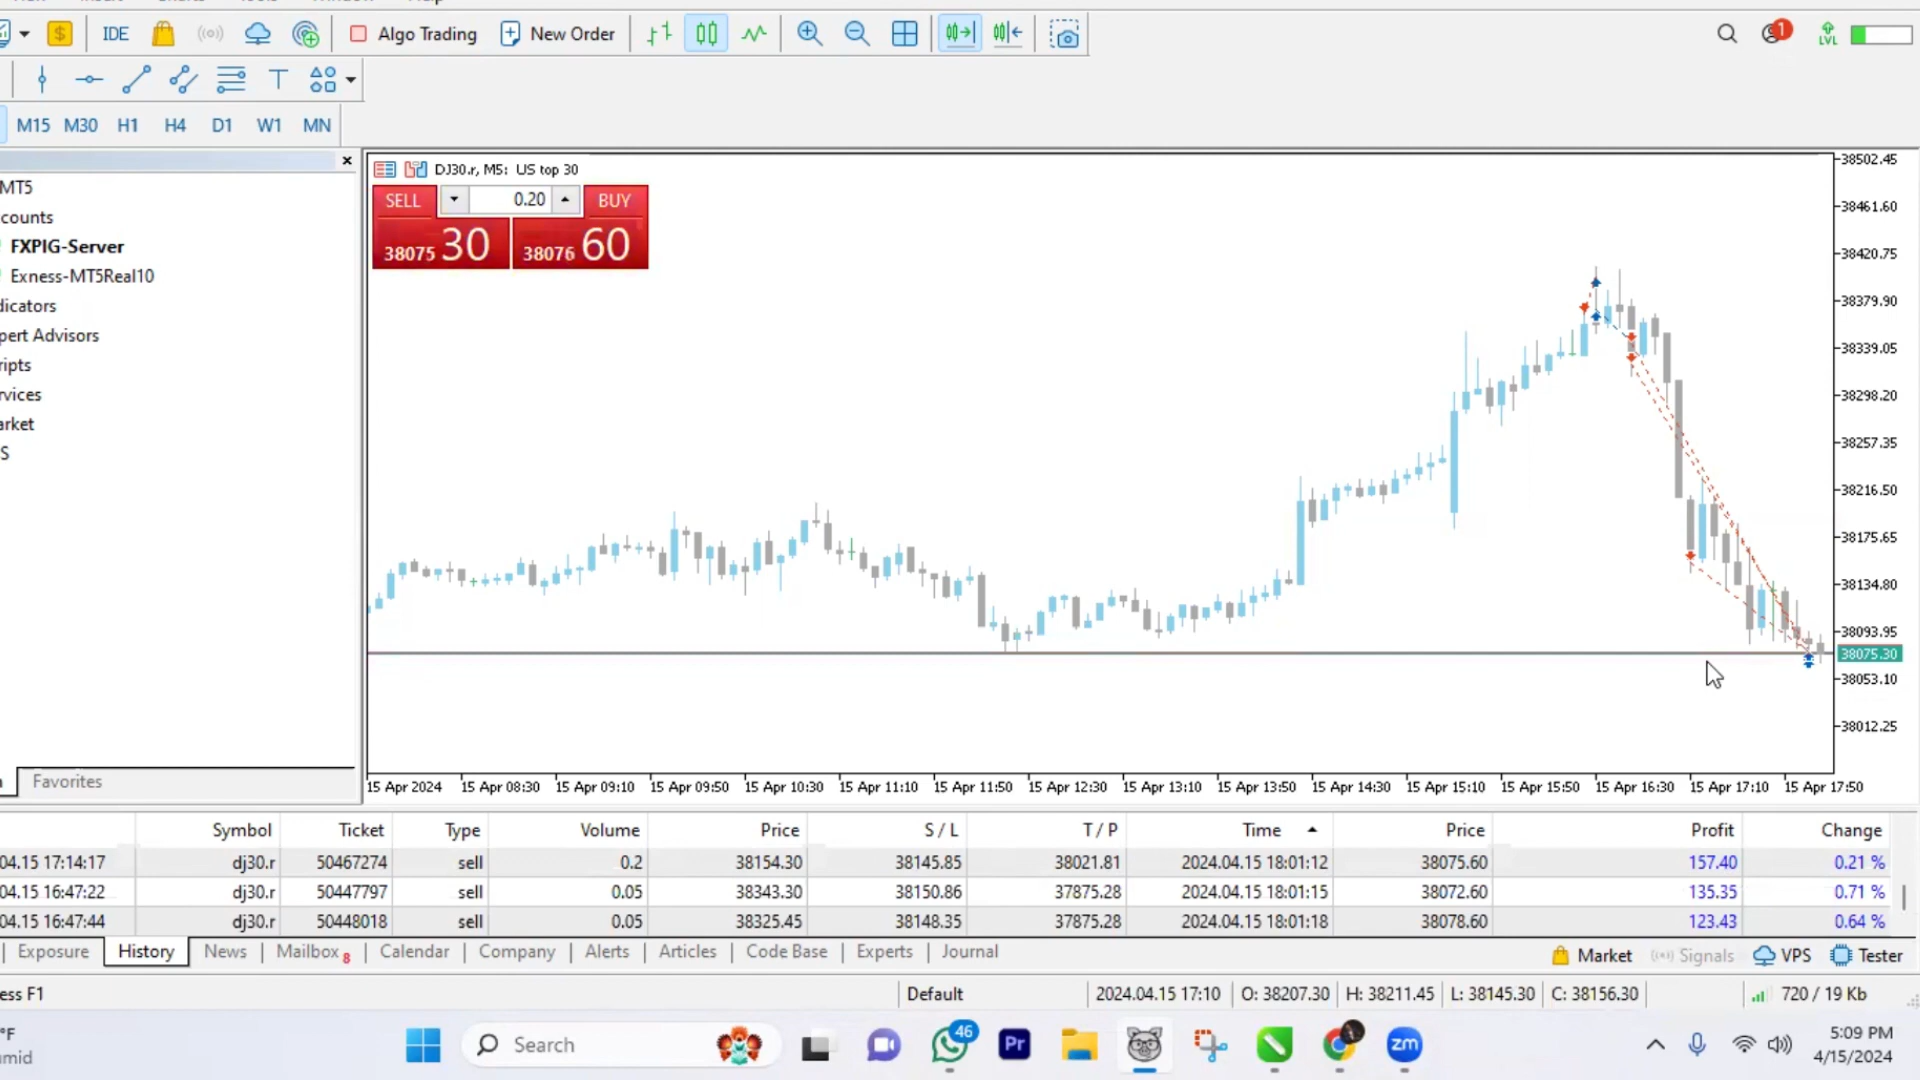 IDE Algo Trading New Order 1 LVL
M15 M30 H1 H4 D1 W1 MN
MT5
counts
FXPIG-Server
Exness-MT5Real10
dicators
pert Advisors
ripts
rvices
arket
S
Favorites
DJ30.r, M5: US top 30
SELL 0.20 BUY
38075 30 38076 60
38502.45
38461.60
38420.75
38379.90
38339.05
38298.20
38257.35
38216.50
38175.65
38134.80
38093.95
38075.30
38053.10
38012.25
15 Apr 2024 15 Apr 08:30 15 Apr 09:10 15 Apr 09:50 15 Apr 10:30 15 Apr 11:10 15 Apr 11:50 15 Apr 12:30 15 Apr 13:10 15 Apr 13:50 15 Apr 14:30 15 Apr 15:10 15 Apr 15:50 15 Apr 16:30 15 Apr 17:10 15 Apr 17:50
Symbol Ticket Type Volume Price S / L T / P Time Price Profit Change
04.15 17:14:17 dj30.r 50467274 sell 0.2 38154.30 38145.85 38021.81 2024.04.15 18:01:12 38075.60 157.40 0.21 %
04.15 16:47:22 dj30.r 50447797 sell 0.05 38343.30 38150.86 37875.28 2024.04.15 18:01:15 38072.60 135.35 0.71 %
04.15 16:47:44 dj30.r 50448018 sell 0.05 38325.45 38148.35 37875.28 2024.04.15 18:01:18 38078.60 123.43 0.64 %
Exposure History News Mailbox 8 Calendar Company Alerts Articles Code Base Experts Journal Market Signals VPS Tester
ess F1 Default 2024.04.15 17:10 O: 38207.30 H: 38211.45 L: 38145.30 C: 38156.30 720 / 19 Kb
°F
umid
Search 46 Pr zm
5:09 PM
4/15/2024